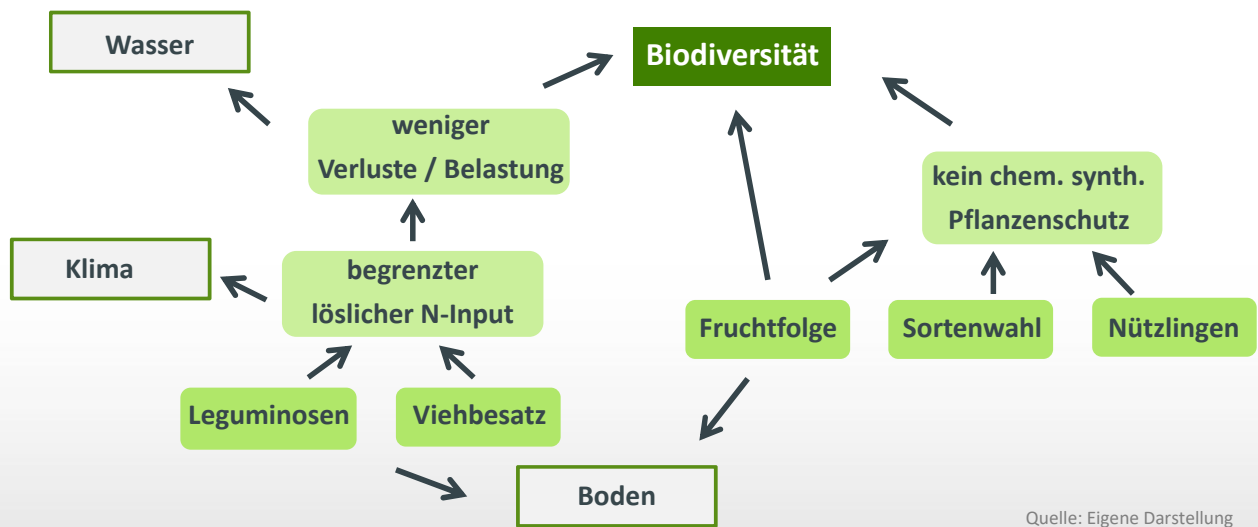 Wasser
Biodiversität
weniger
Verluste / Belastung
kein chem. synth.
Pflanzenschutz
Klima
begrenzter
löslicher N-Input
Fruchtfolge
Sortenwahl
Nützlingen
Leguminosen
Viehbesatz
Boden
Quelle: Eigene Darstellung